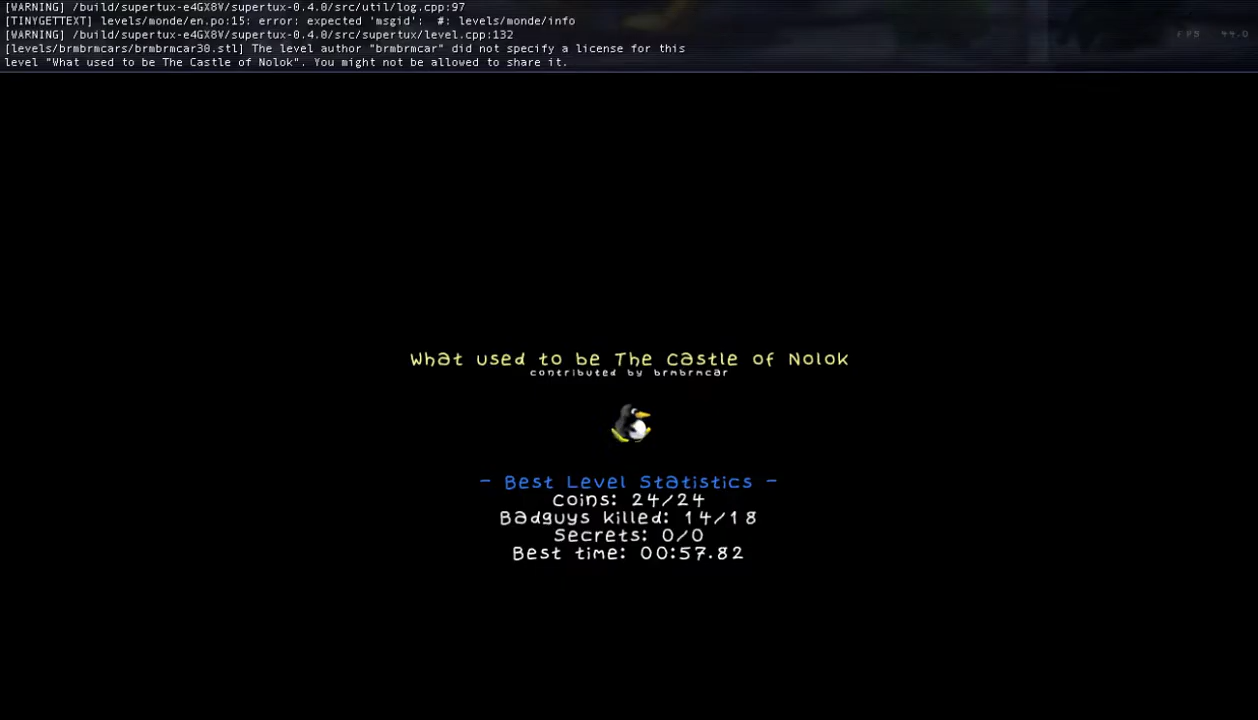 [WARNING] /build/supertux-e4GX8V/supertux-0.4.0/src/util/log.cpp:97
[TINYGETTEXT] levels/monde/en.po:15: error: expected 'msgid':  #: levels/monde/info
[WARNING] /build/supertux-e4GX8V/supertux-0.4.0/src/supertux/level.cpp:132
FPS 44.0
[levels/brmbrmcars/brmbrmcar30.stl] The level author "brmbrmcar" did not specify a license for this
level "What used to be The Castle of Nolok". You might not be allowed to share it.
What used to be The Castle of Nolok
contributed by brmbrmcar
- Best Level Statistics -
Coins: 24/24
Badguys killed: 14/18
Secrets: 0/0
Best time: 00:57.82